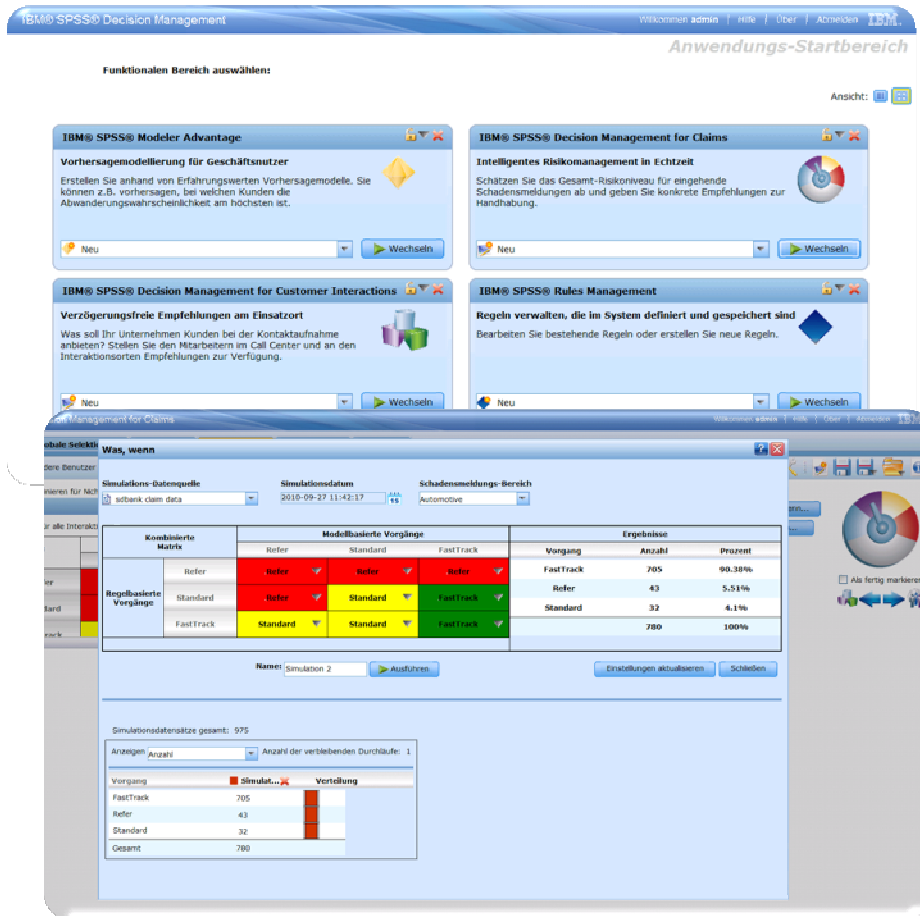 IBM® SPSS® Decision Management
Willkommen admin | Hilfe | Über | Abmelden IBM.
Anwendungs-Startbereich
Funktionalen Bereich auswählen:
Ansicht:
IBM® SPSS® Modeler Advantage
Vorhersagemodellierung für Geschäftsnutzer
Erstellen Sie anhand von Erfahrungswerten Vorhersagemodelle. Sie
können z.B. vorhersagen, bei welchen Kunden die
Abwanderungswahrscheinlichkeit am höchsten ist.
Neu
Wechseln
IBM® SPSS® Decision Management for Claims
Intelligentes Risikomanagement in Echtzeit
Schätzen Sie das Gesamt-Risikoniveau für eingehende
Schadensmeldungen ab und geben Sie konkrete Empfehlungen zur
Handhabung.
Neu
Wechseln
IBM® SPSS® Decision Management for Customer Interactions
Verzögerungsfreie Empfehlungen am Einsatzort
Was soll Ihr Unternehmen Kunden bei der Kontaktaufnahme
anbieten? Stellen Sie den Mitarbeitern im Call Center und an den
Interaktionsorten Empfehlungen zur Verfügung.
Neu
Wechseln
IBM® SPSS® Rules Management
Regeln verwalten, die im System definiert und gespeichert sind
Bearbeiten Sie bestehende Regeln oder erstellen Sie neue Regeln.
Neu
Wechseln
Management for Claims
Willkommen admin | Hilfe | Über | Abmelden IBM
Was, wenn
Simulations-Datenquelle
Simulationsdatum
Schadensmeldungs-Bereich
sdbank claim data
2010-09-27 11:42:17
15
Automotive
Kombinierte
Matrix
Modellbasierte Vorgänge
Refer Standard FastTrack
Regelbasierte
Vorgänge
Refer Refer Refer Refer
Standard Refer Standard FastTrack
FastTrack Standard Standard FastTrack
Ergebnisse
Vorgang Anzahl Prozent
FastTrack 705 90.38%
Refer 43 5.51%
Standard 32 4.1%
780 100%
Als fertig markieren
Name: Simulation 2
Ausführen
Einstellungen aktualisieren
Schließen
Simulationsdatensätze gesamt: 975
Anzeigen Anzahl
Anzahl der verbleibenden Durchläufe: 1
Vorgang Simulat... Verteilung
FastTrack 705
Refer 43
Standard 32
Gesamt 780